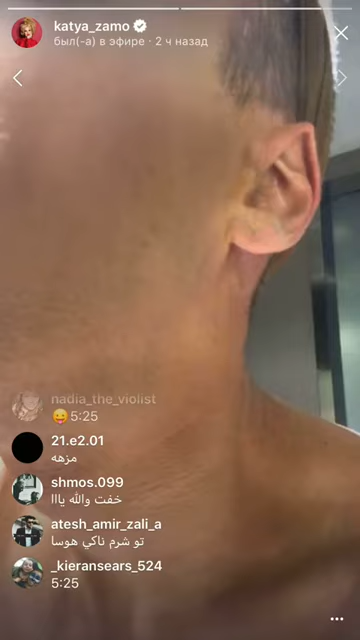 katya_zamo
был(-а) в эфире · 2 ч назад
nadia_the_violist
😛 5:25
21.e2.01
مزهه
shmos.099
خفت والله ياااا
atesh_amir_zali_a
تو شرم ناكي هوسا
_kieransears_524
5:25